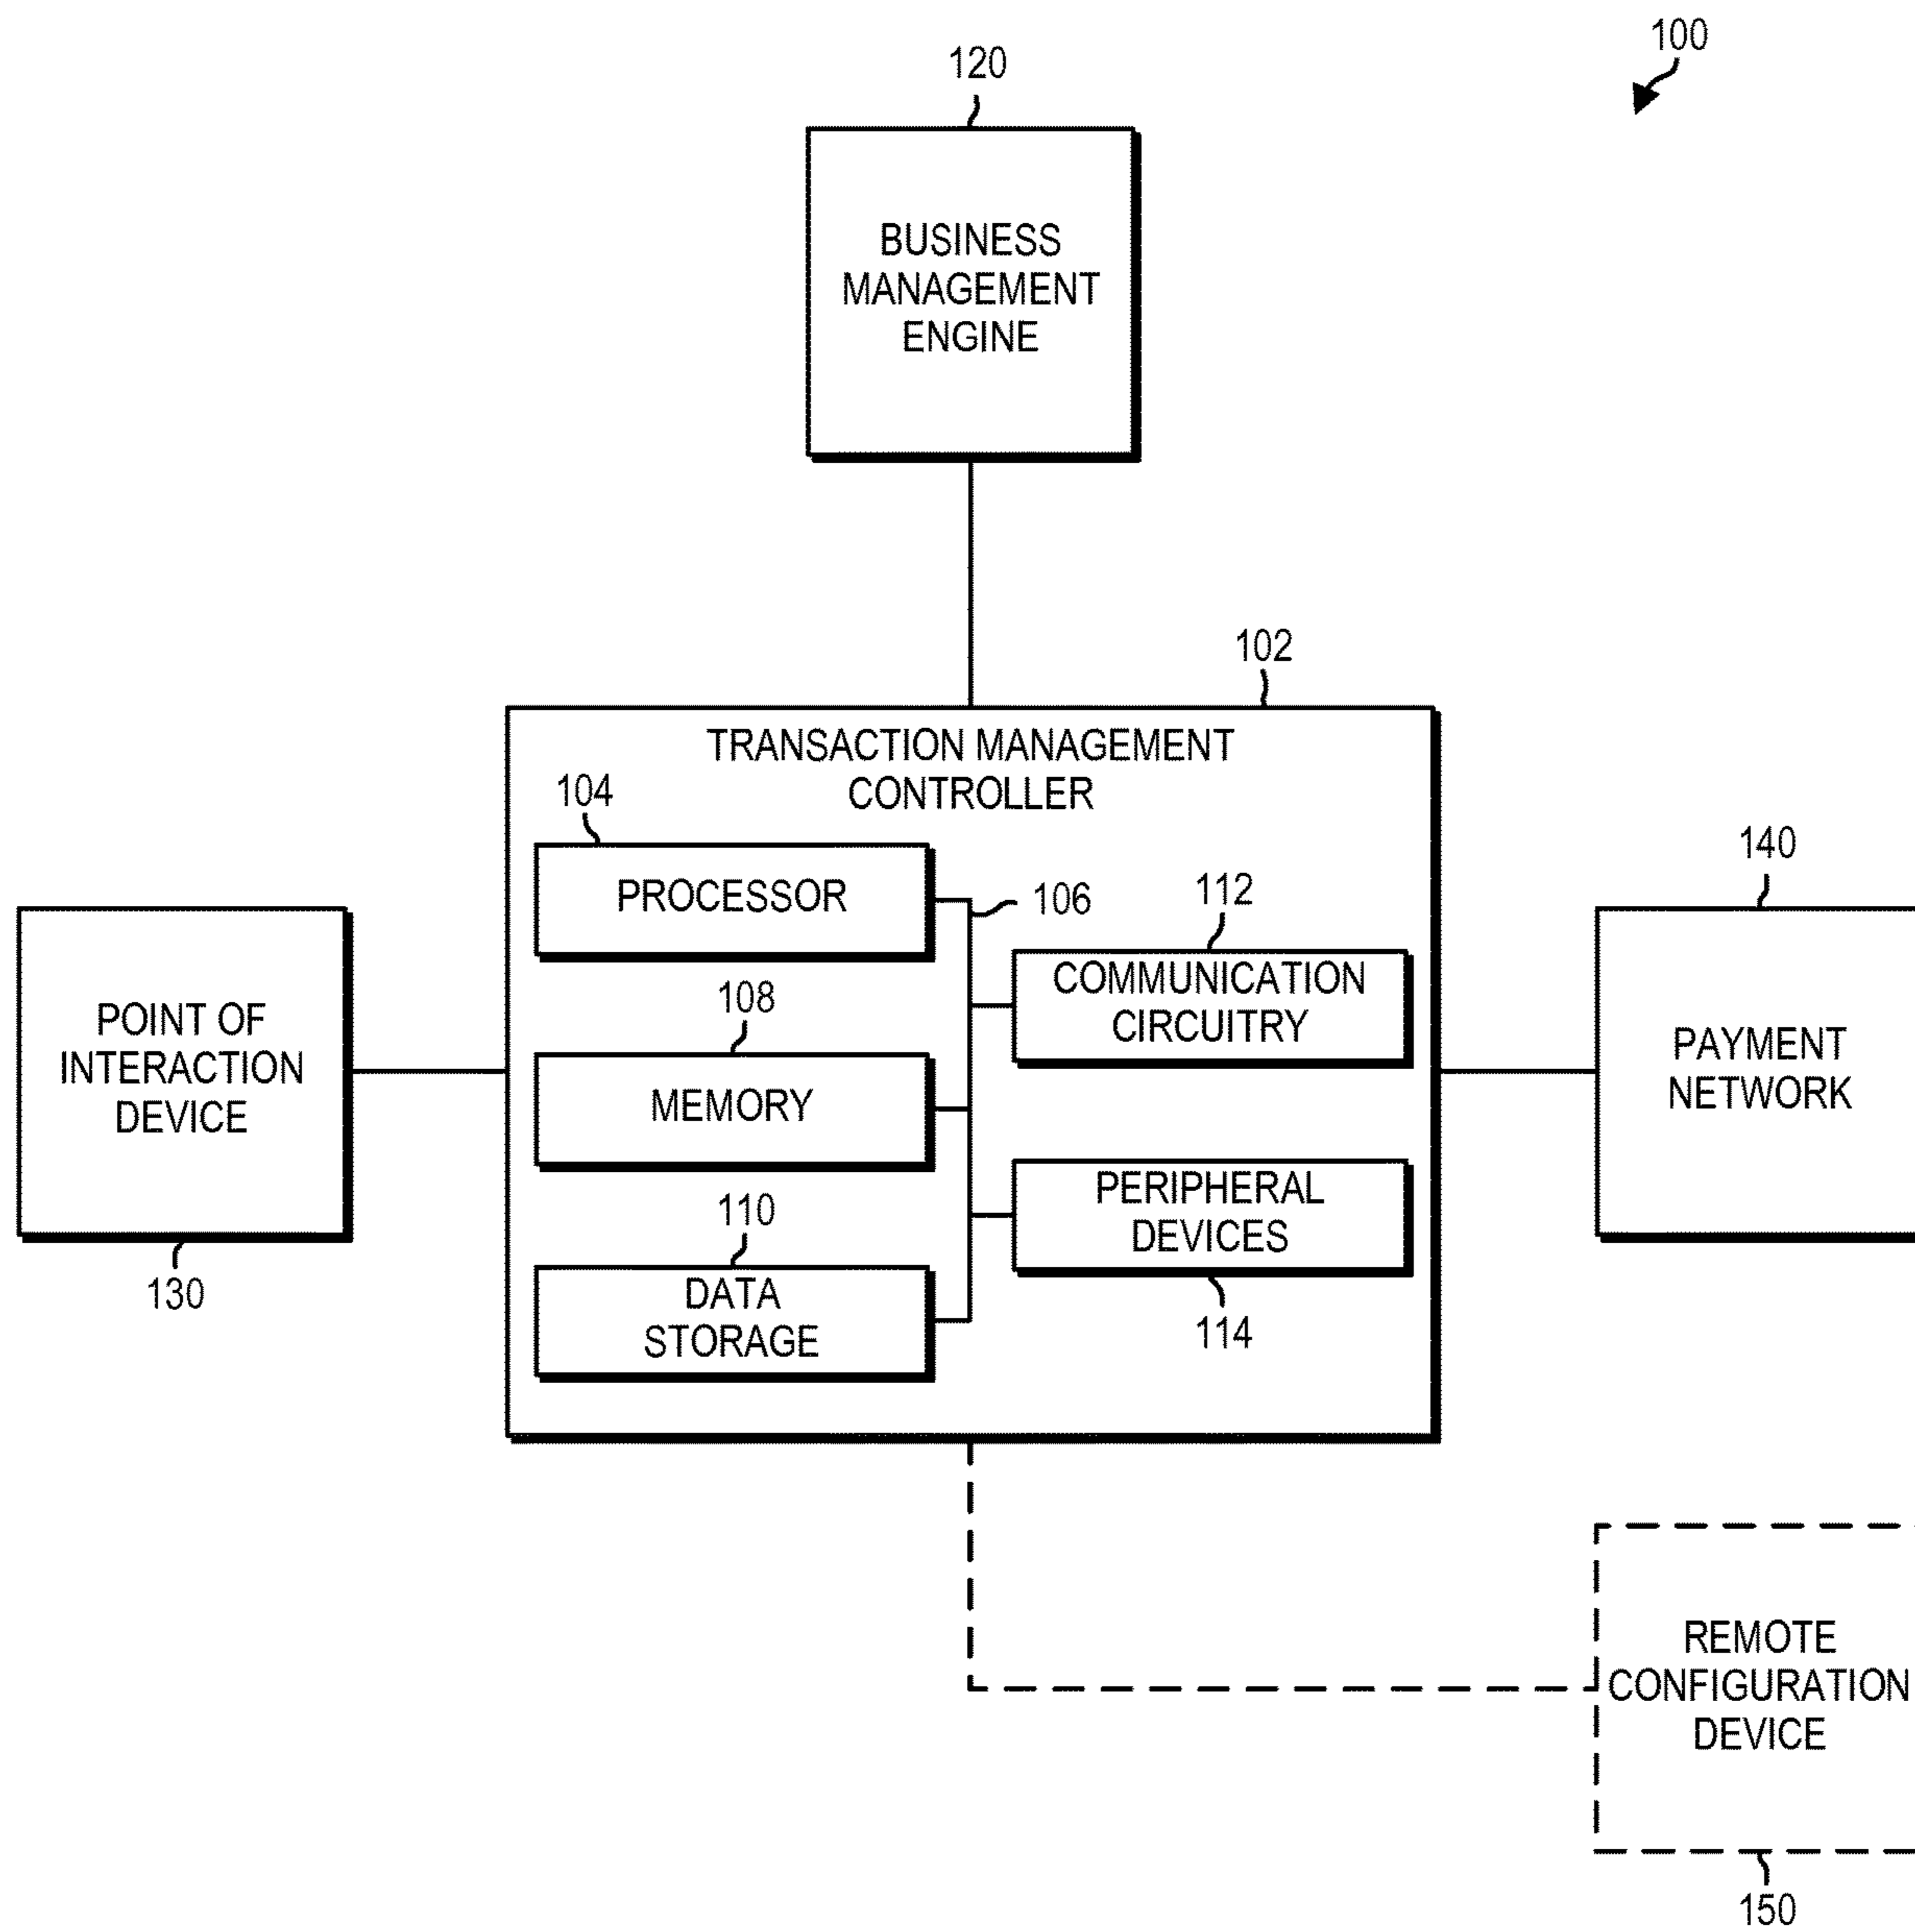 100
120
BUSINESS
MANAGEMENT
ENGINE
102
TRANSACTION MANAGEMENT
CONTROLLER
104
PROCESSOR
106
112
COMMUNICATION
CIRCUITRY
108
MEMORY
110
DATA
STORAGE
PERIPHERAL
DEVICES
114
POINT OF
INTERACTION
DEVICE
130
140
PAYMENT
NETWORK
REMOTE
CONFIGURATION
DEVICE
150